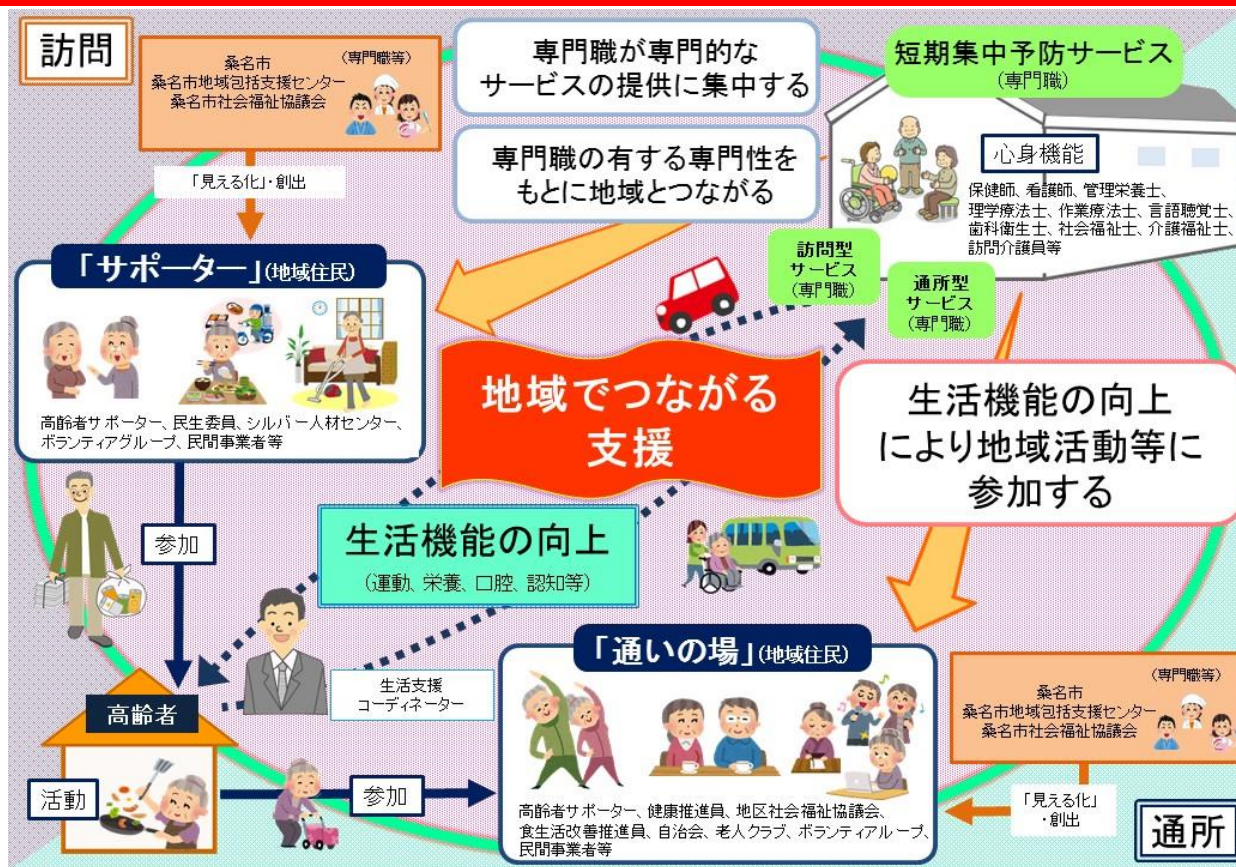 訪問
桑名市
(専門職等)
桑名市地域包括支援センター
桑名市社会福祉協議会
「見える化」・創出
専門職が専門的な
サービスの提供に集中する
専門職の有する専門性を
もとに地域とつながる
短期集中予防サービス
(専門職)
心身機能
保健師、看護師、管理栄養士、
理学療法士、作業療法士、言語聴覚士、
歯科衛生士、社会福祉士、介護福祉士、
訪問介護員等
訪問型
サービス
(専門職)
通所型
サービス
(専門職)
「サポーター」(地域住民)
高齢者サポーター、民生委員、シルバー人材センター、
ボランティアグループ、民間事業者等
地域でつながる
支援
生活機能の向上
により地域活動等に
参加する
参加
生活機能の向上
(運動、栄養、口腔、認知等)
生活支援
コーディネーター
高齢者
活動
参加
「通いの場」(地域住民)
高齢者サポーター、健康推進員、地区社会福祉協議会、
食生活改善推進員、自治会、老人クラブ、ボランティアループ、
民間事業者等
(専門職等)
桑名市
桑名市地域包括支援センター
桑名市社会福祉協議会
「見える化」
・創出
通所